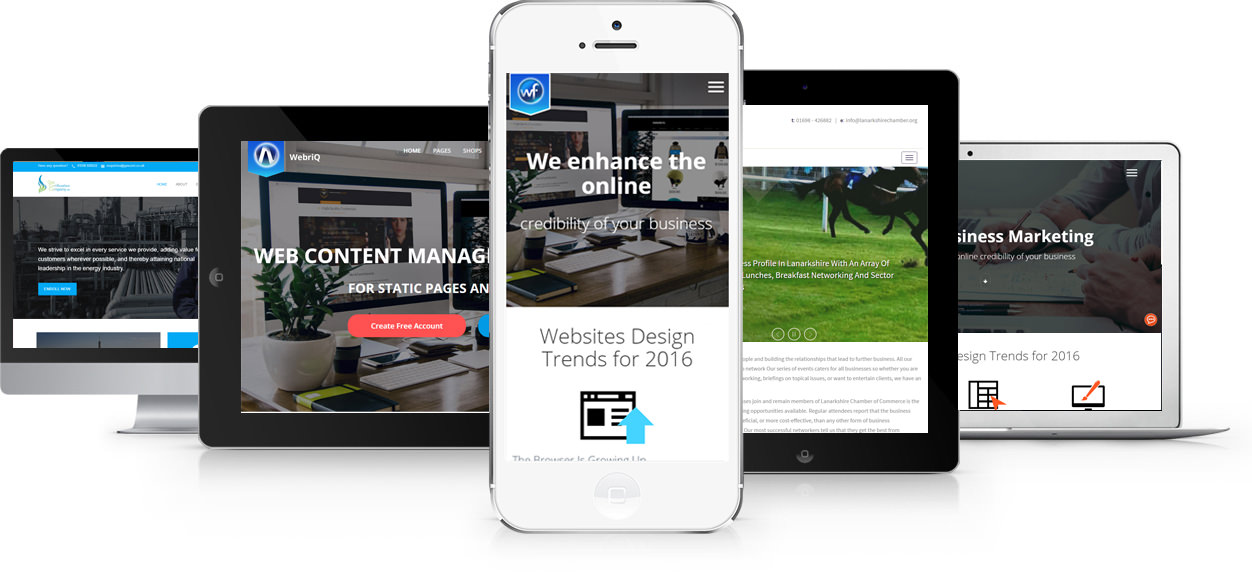 Have any question?
HOME ABOUT
We strive to excel in every service we provide, adding value fo
customers wherever possible, and thereby attaining national
leadership in the energy industry.
ENROLL NOW
WebriQ
HOME PAGES SHOPS
WEB CONTENT MANAG
FOR STATIC PAGES AN
Create Free Account
wf
We enhance the
online
credibility of your business
Websites Design
Trends for 2016
The Browser Is Growing Up
t: 01698 - 426882 | e: info@lanarkshirechamber.org
ess Profile In Lanarkshire With An Array Of
Lunches, Breakfast Networking And Sector
s
ople and building the relationships that lead to further business. All our
network Our series of events caters for all businesses so whether you are
working, briefings on topical issues, or want to entertain clients, we have an
sses join and remain members of Lanarkshire Chamber of Commerce is the
ing opportunities available. Regular attendees report that the business
eficial, or more cost-effective, than any other form of business
Our most successful networkers tell us that they get the best from
siness Marketing
online credibility of your business
esign Trends for 2016